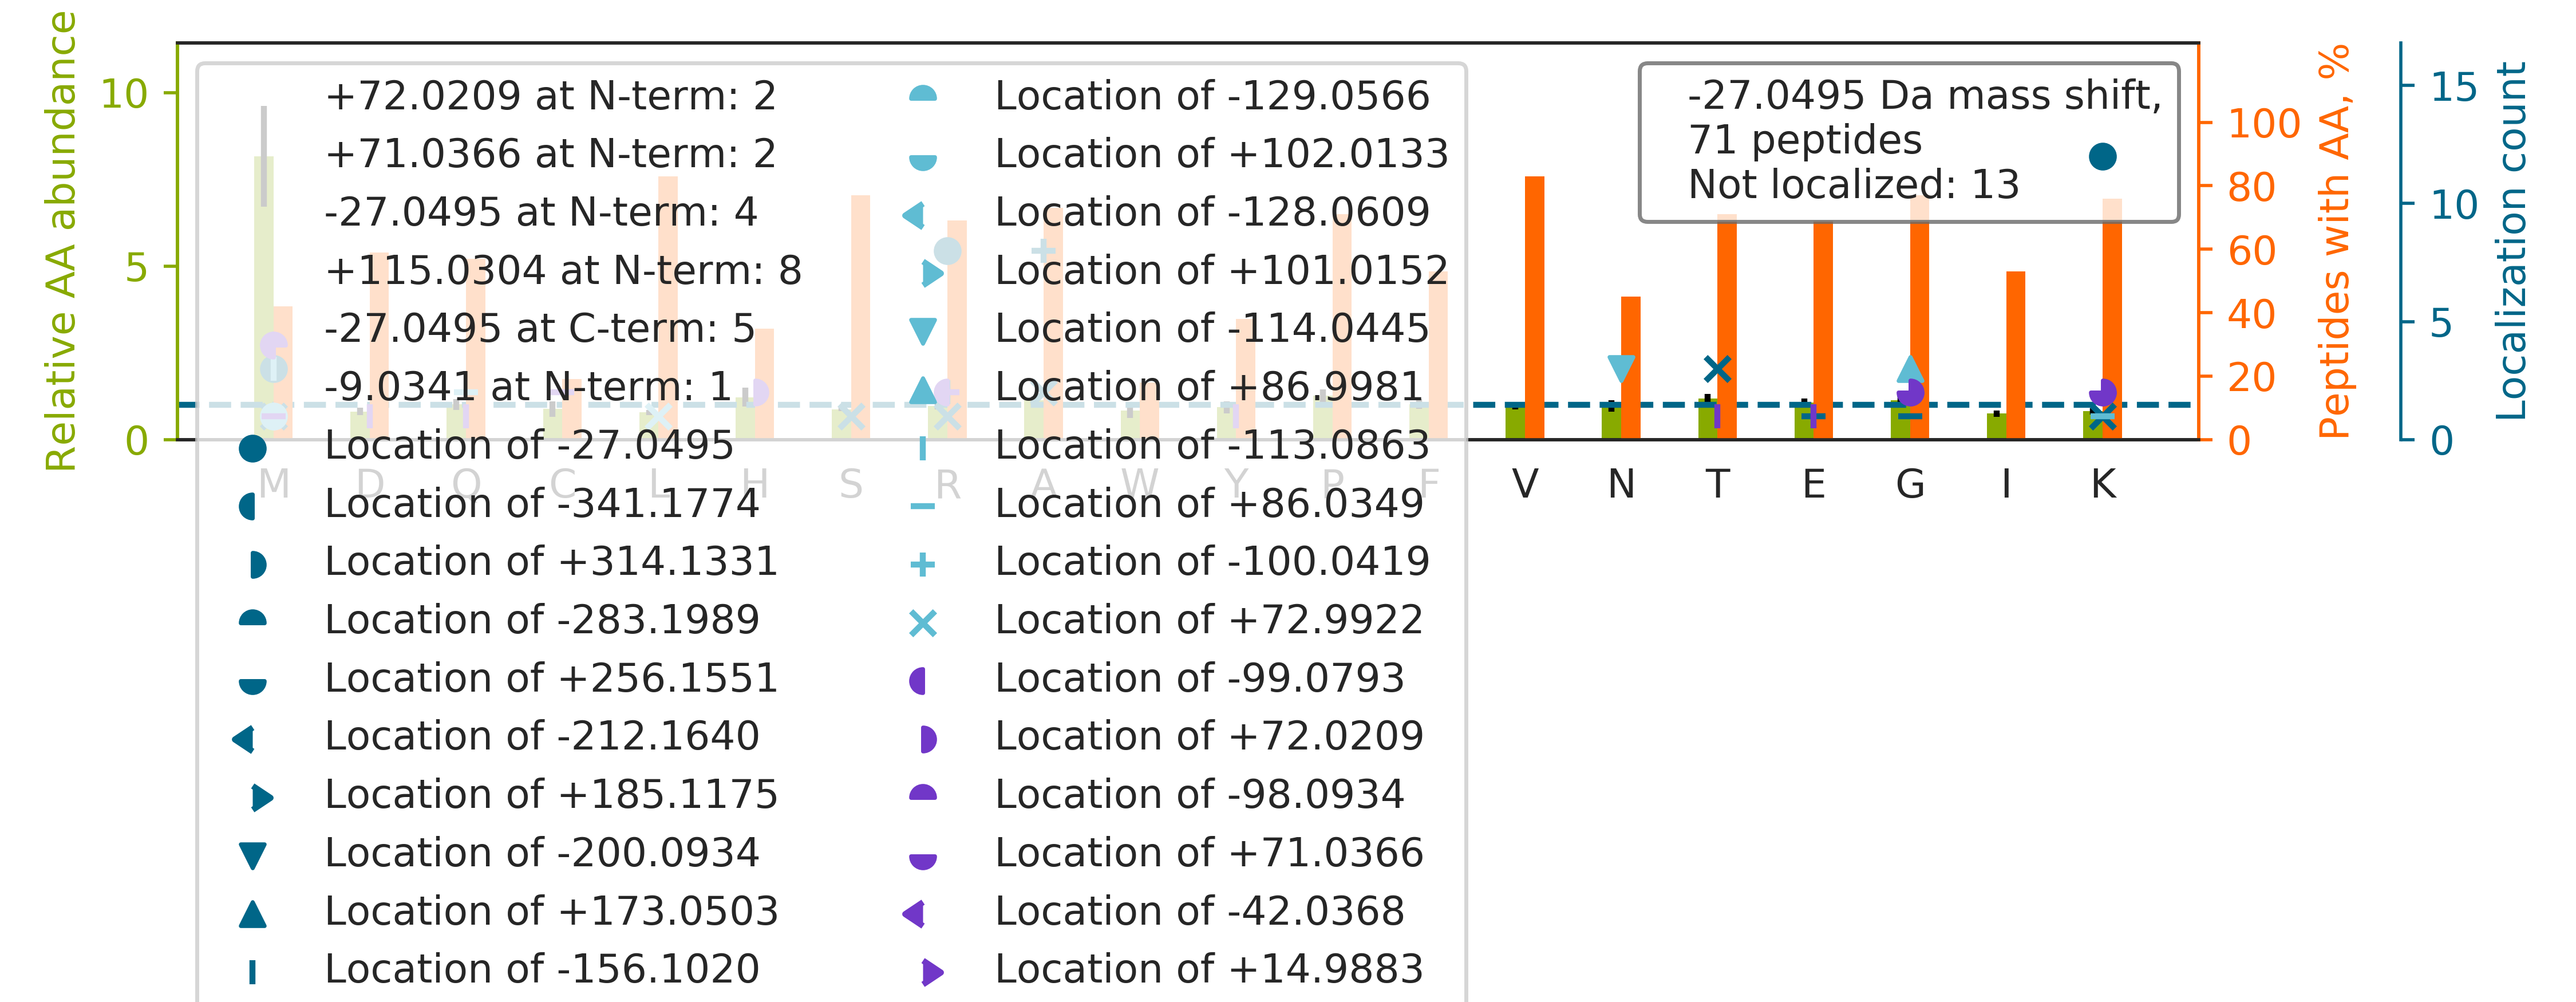 Relative AA abundance
10
5
0
+72.0209 at N-term: 2
+71.0366 at N-term: 2
-27.0495 at N-term: 4
+115.0304 at N-term: 8
-27.0495 at C-term: 5
-9.0341 at N-term: 1
Location of -27.0495
Location of -341.1774
Location of +314.1331
Location of -283.1989
Location of +256.1551
Location of -212.1640
Location of +185.1175
Location of -200.0934
Location of +173.0503
Location of -156.1020
Location of -129.0566
Location of +102.0133
Location of -128.0609
Location of +101.0152
Location of -114.0445
Location of +86.9981
Location of -113.0863
Location of +86.0349
Location of -100.0419
Location of +72.9922
Location of -99.0793
Location of +72.0209
Location of -98.0934
Location of +71.0366
Location of -42.0368
Location of +14.9883
-27.0495 Da mass shift,
71 peptides
Not localized: 13
M D Q C L H S R A W Y P F V N T E G I K
100
80
60
40
20
0
Peptides with AA, %
15
10
5
0
Localization count